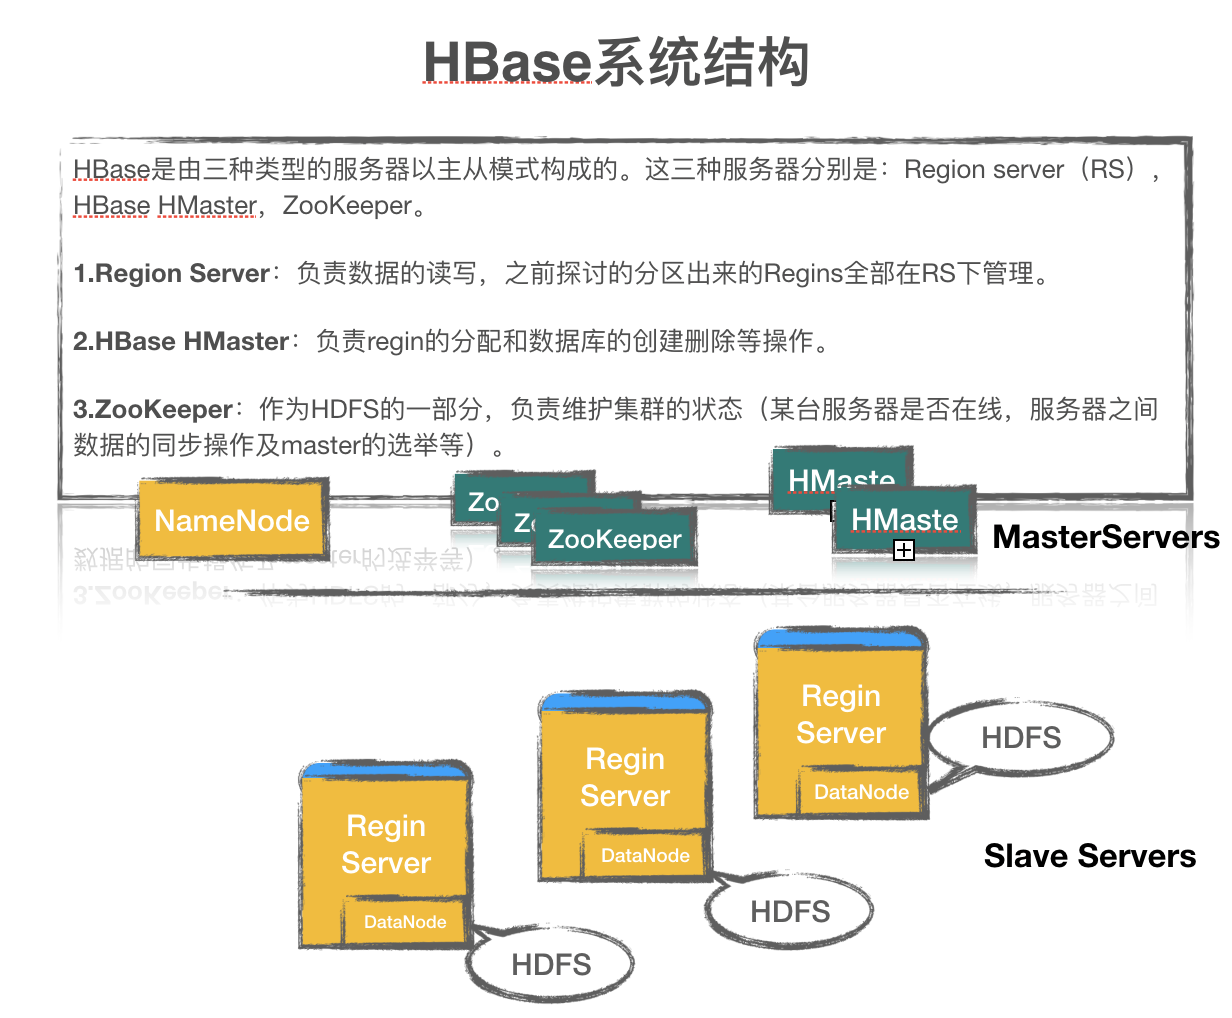 HBase系统结构
HBase是由三种类型的服务器以主从模式构成的。这三种服务器分别是：Region server（RS），
HBase HMaster，ZooKeeper。
1.Region Server：负责数据的读写，之前探讨的分区出来的Regins全部在RS下管理。
2.HBase HMaster：负责regin的分配和数据库的创建删除等操作。
3.ZooKeeper：作为HDFS的一部分，负责维护集群的状态（某台服务器是否在线，服务器之间
数据的同步操作及master的选举等）。
NameNode
Zo
Zo
ZooKeeper
HMaste
HMaste
MasterServers
Regin
Server
DataNode
HDFS
Regin
Server
DataNode
HDFS
Regin
Server
DataNode
HDFS
Slave Servers